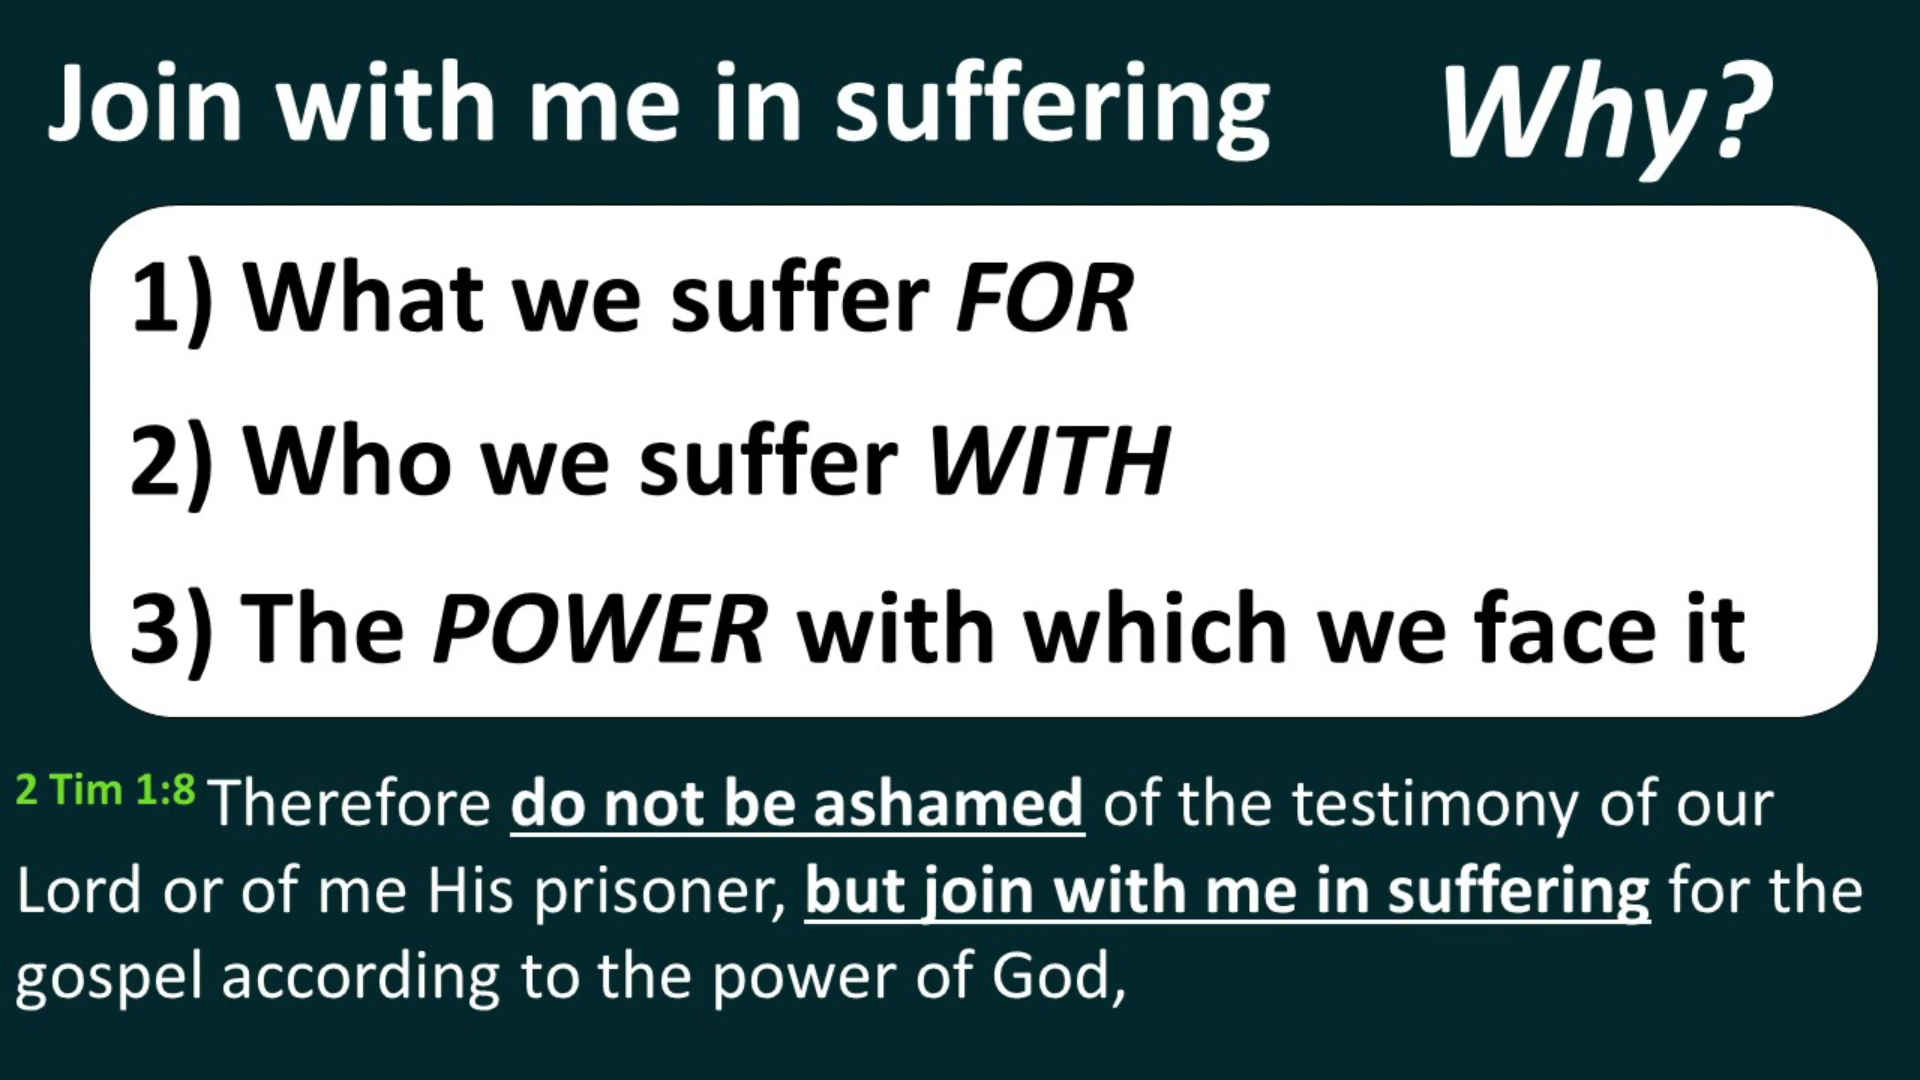 Join with me in suffering Why?
1) What we suffer FOR
2) Who we suffer WITH
3) The POWER with which we face it
2 Tim 1:8 Therefore do not be ashamed of the testimony of our
Lord or of me His prisoner, but join with me in suffering for the
gospel according to the power of God,